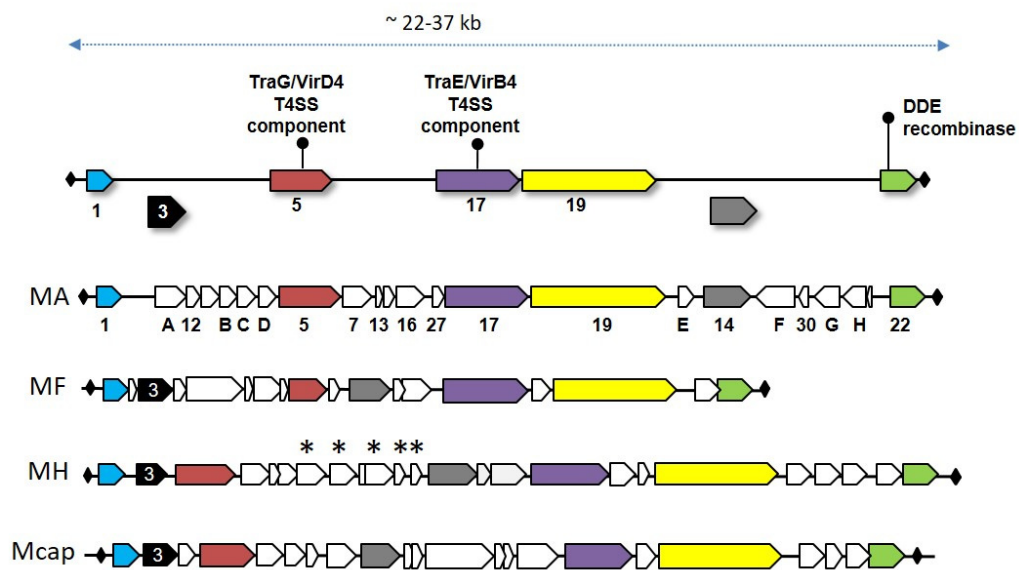 ~ 22-37 kb
TraG/VirD4
T4SS
component
TraE/VirB4
T4SS
component
DDE
recombinase
1
3
5
17
19
MA
1 A 12 B C D 5 7 13 16 27 17 19 E 14 F 30 G H 22
MF
3
* * * * *
MH
3
Mcap
3